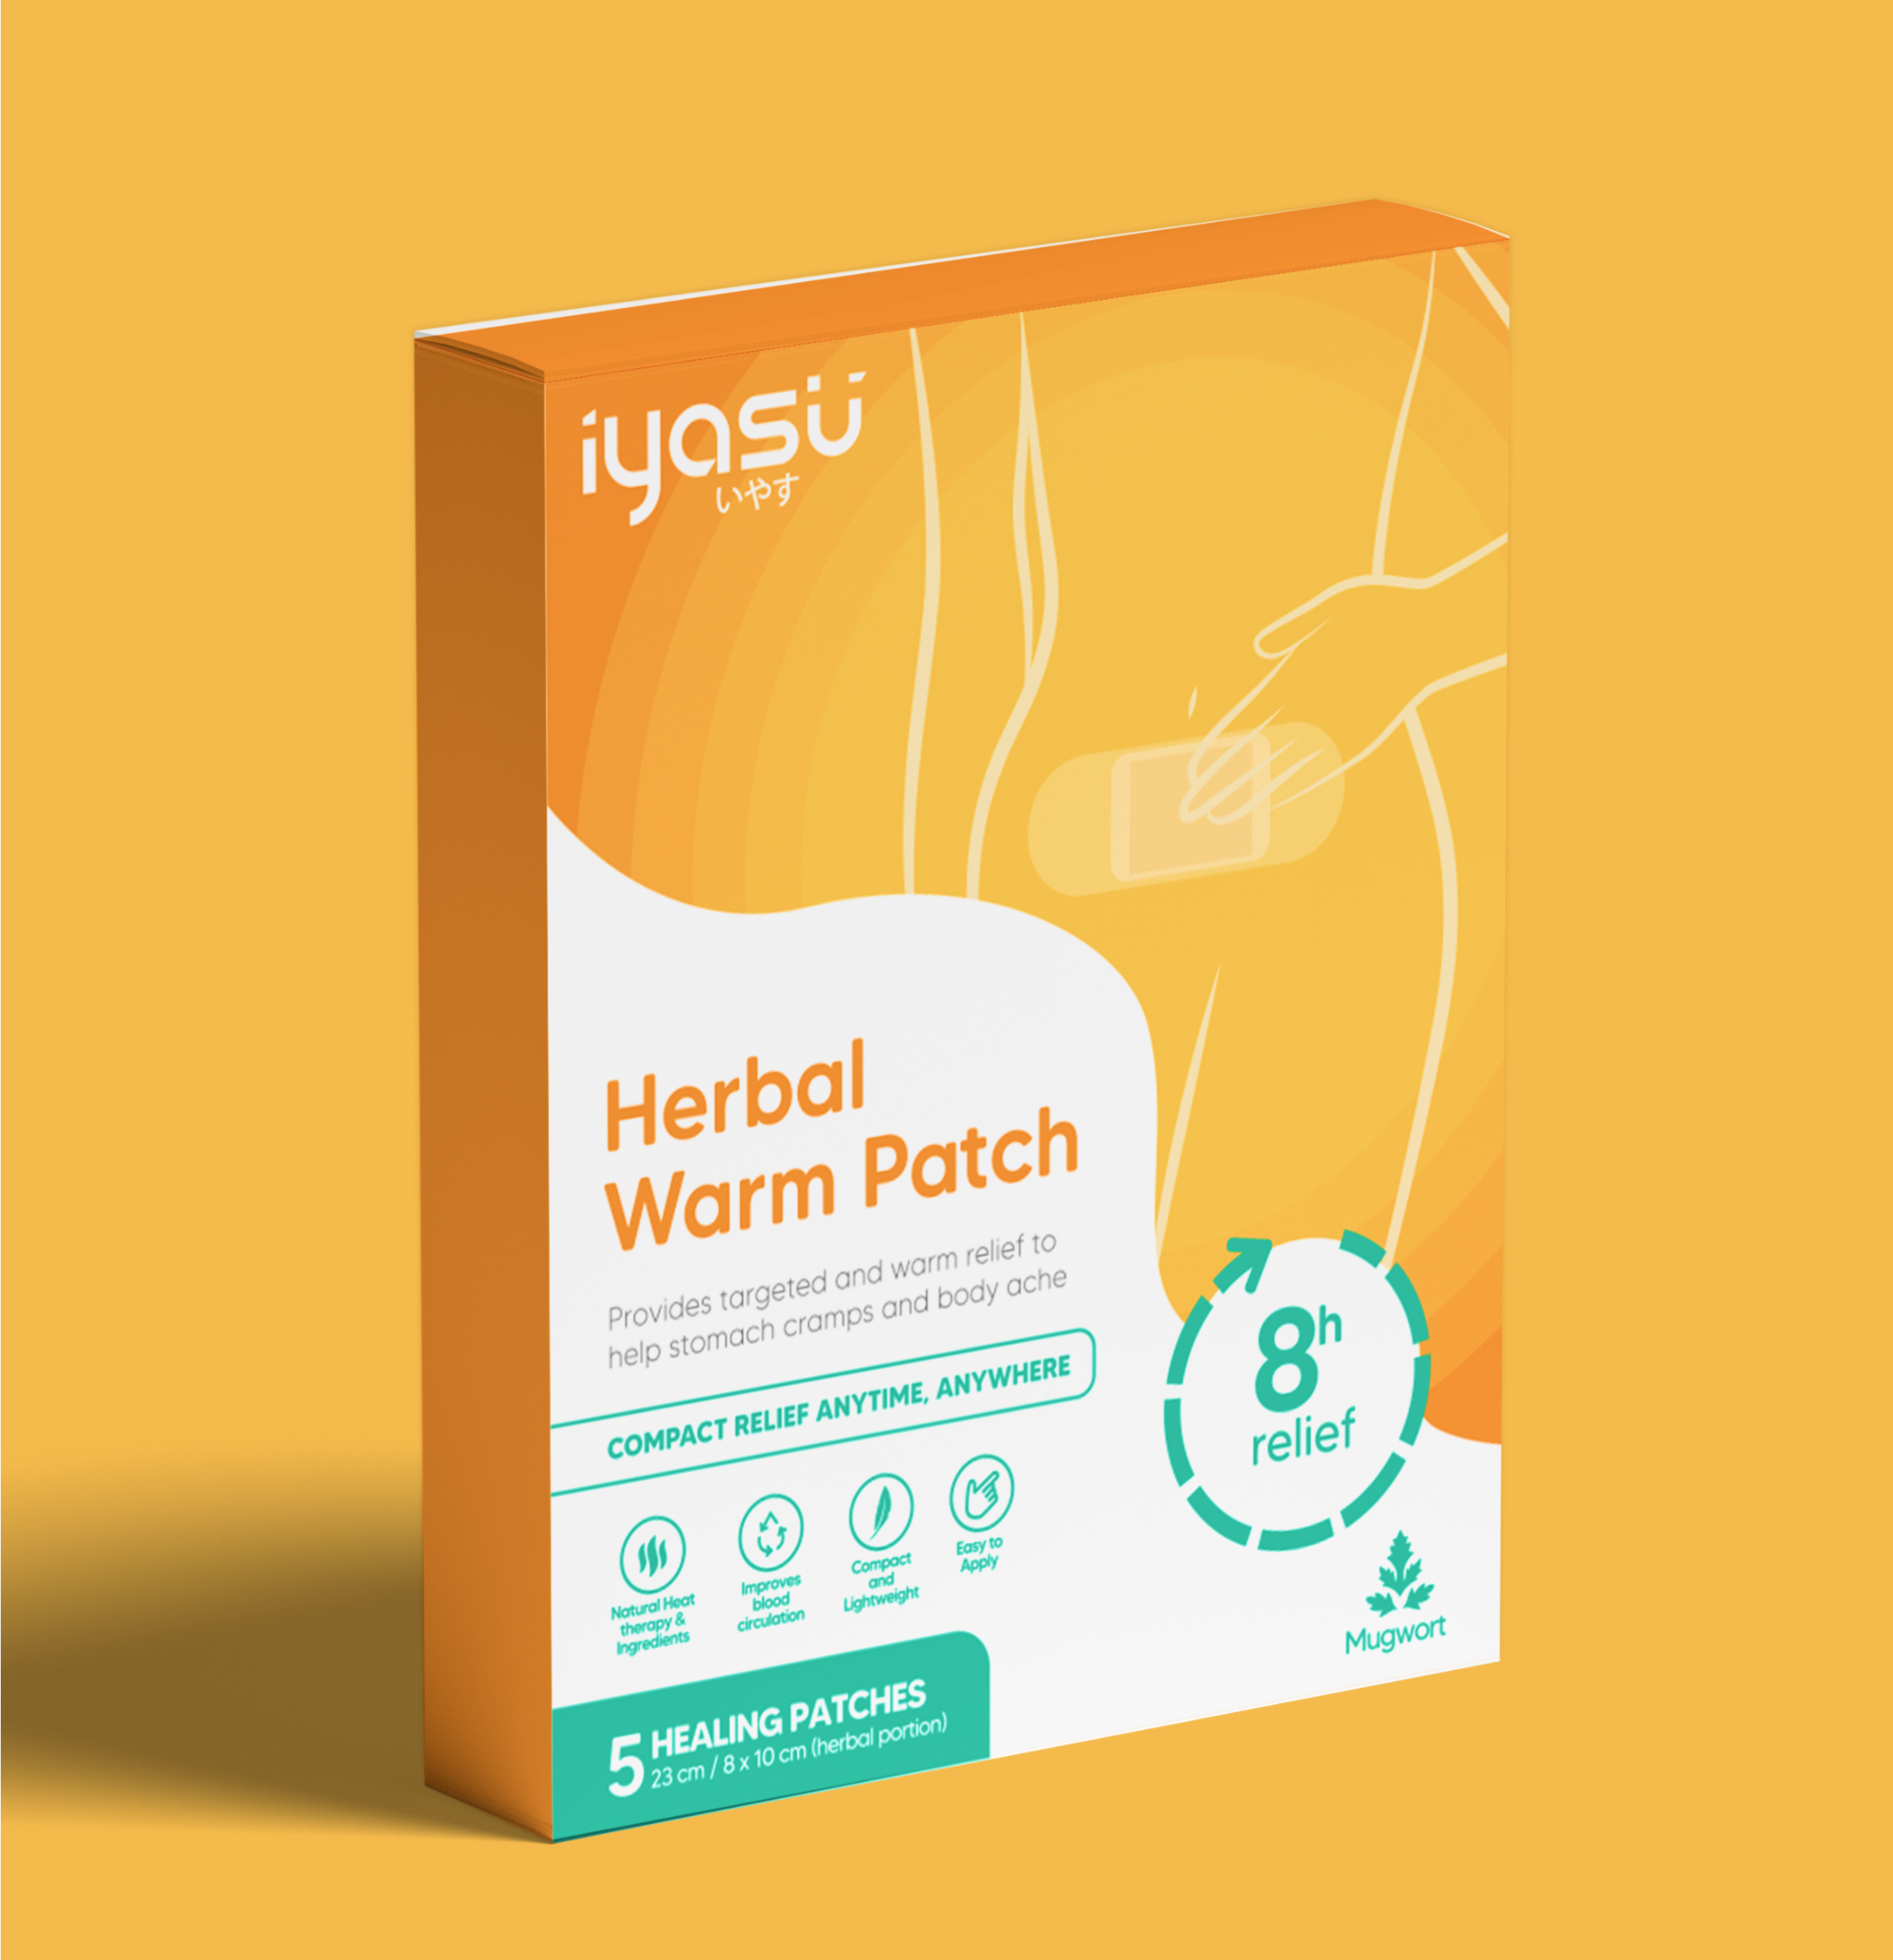 iyasu
いやす
Herbal
Warm Patch
Provides targeted and warm relief to
help stomach cramps and body ache
COMPACT RELIEF ANYTIME, ANYWHERE
Natural Heat
therapy &
Ingredients
Improves
blood
circulation
Compact
and
Lightweight
Easy to
Apply
8h
relief
Mugwort
5 HEALING PATCHES
23 cm / 8 x 10 cm (herbal portion)